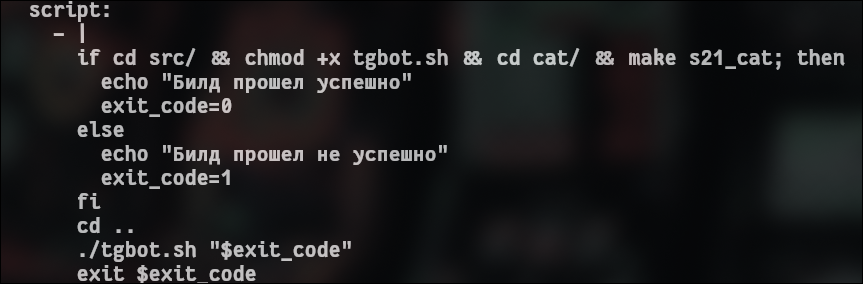 script:
  - |
    if cd src/ && chmod +x tgbot.sh && cd cat/ && make s21_cat; then
      echo "Билд прошел успешно"
      exit_code=0
    else
      echo "Билд прошел не успешно"
      exit_code=1
    fi
    cd ..
    ./tgbot.sh "$exit_code"
    exit $exit_code